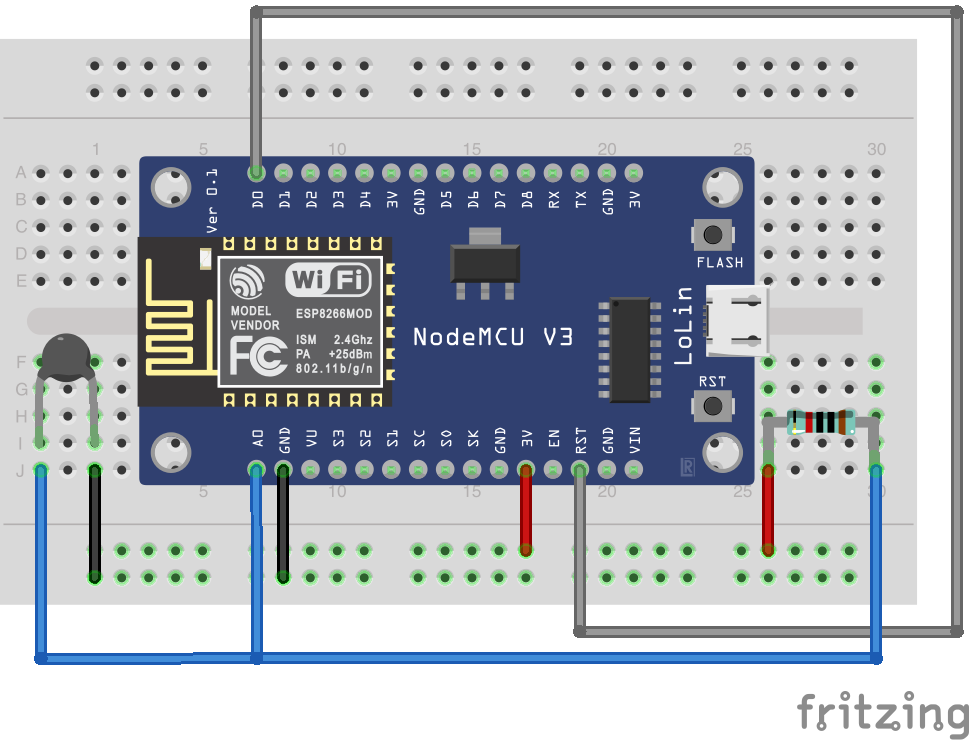 1 5 10 15 20 25 30
A
B
C
D
E
F
G
H
I
J
Ver 0.1
D0 D1 D2 D3 D4 3V GND D5 D6 D7 D8 RX TX GND 3V
FLASH
WiFi
MODEL
VENDOR
ESP8266MOD
FC
ISM 2.4Ghz
PA +25dBm
802.11b/g/n
NodeMCU V3
LoLin
RST
A0 GND VU S3 S2 S1 SC SO SK GND 3V EN RST GND VIN
R
5 10 15 20 25 30
fritzing